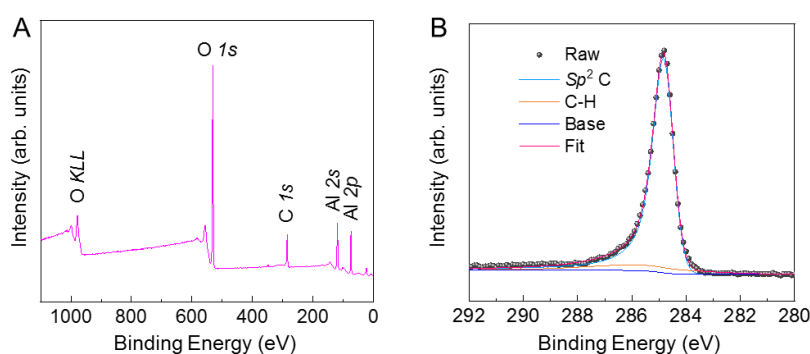 A
O 1s
O KLL
C 1s
Al 2s
Al 2p
Intensity (arb. units)
1000 800 600 400 200 0
Binding Energy (eV)
B
Raw
Sp² C
C-H
Base
Fit
Intensity (arb. units)
292 290 288 286 284 282 280
Binding Energy (eV)